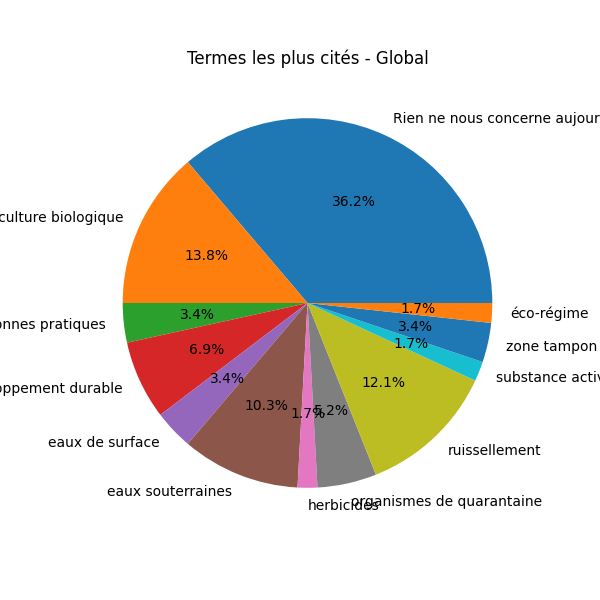 Termes les plus cités - Global
Rien ne nous concerne aujour
36.2%
culture biologique
13.8%
onnes pratiques
3.4%
oppement durable
6.9%
eaux de surface
3.4%
eaux souterraines
10.3%
herbicides
1.7%
organismes de quarantaine
5.2%
ruissellement
12.1%
substance activ
1.7%
zone tampon
3.4%
éco-régime
1.7%